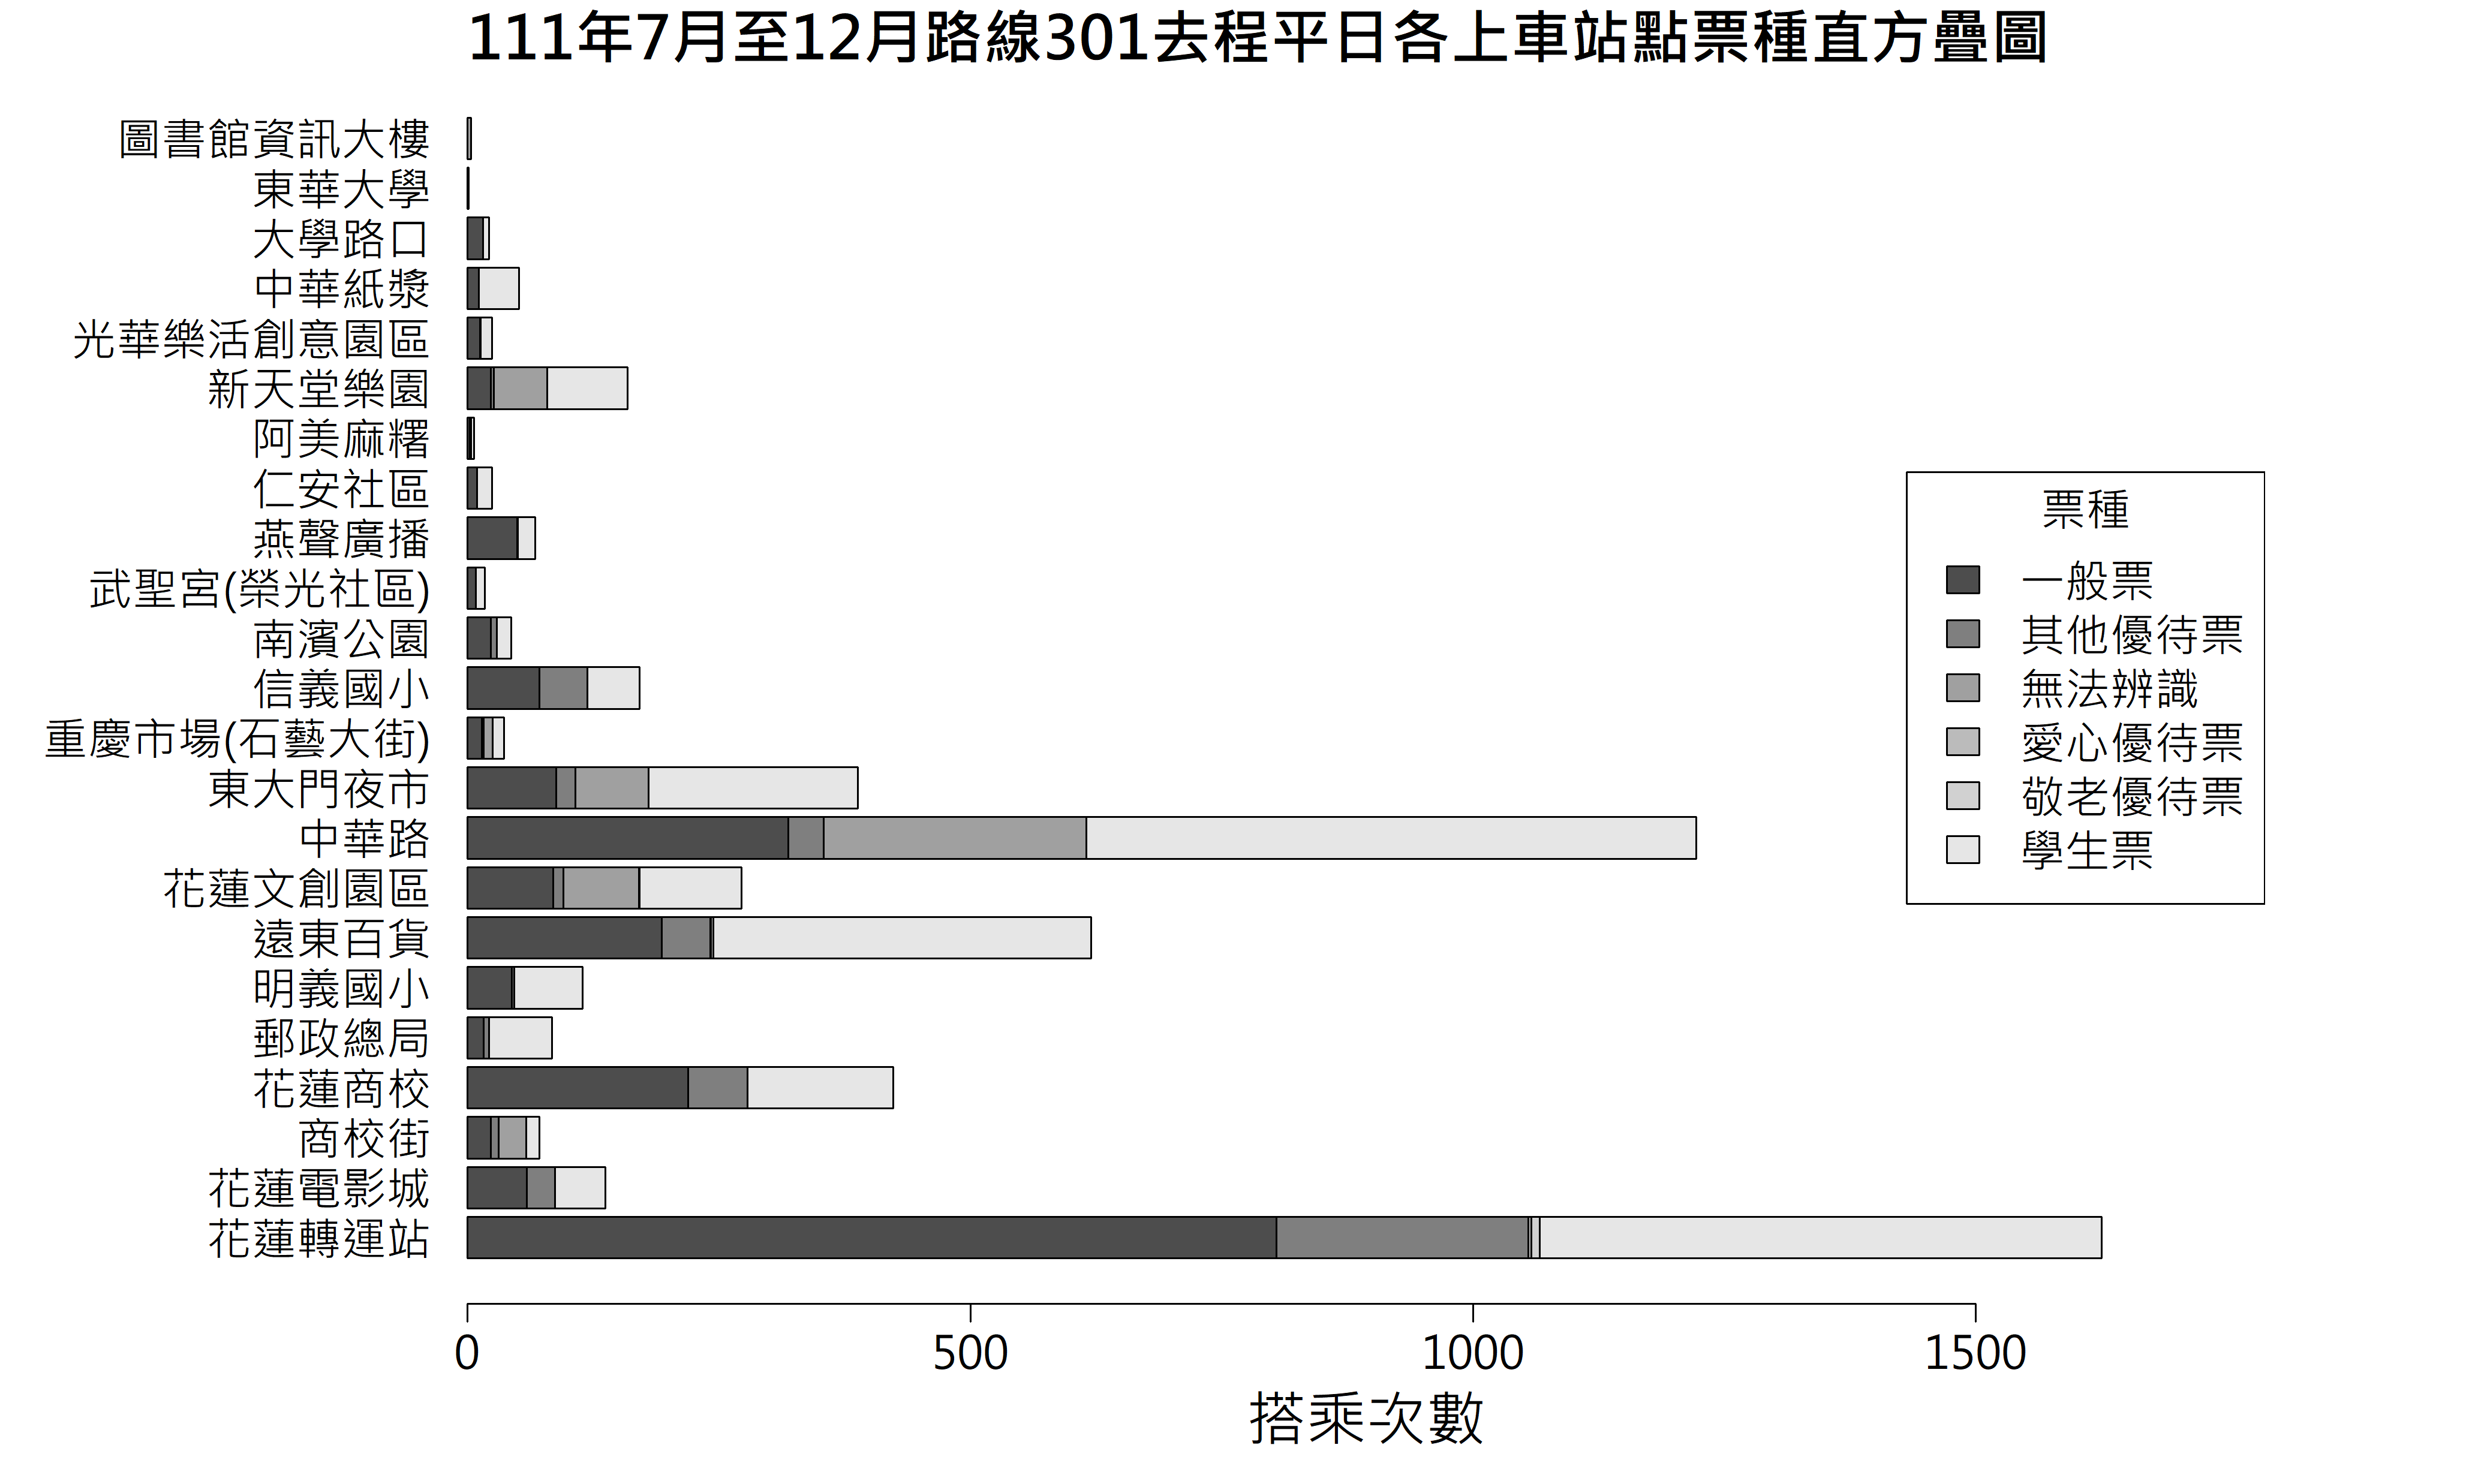 111年7月至12月路線301去程平日各上車站點票種直方疊圖
圖書館資訊大樓
東華大學
大學路口
中華紙漿
光華樂活創意園區
新天堂樂園
阿美麻糬
仁安社區
燕聲廣播
武聖宮(榮光社區)
南濱公園
信義國小
重慶市場(石藝大街)
東大門夜市
中華路
花蓮文創園區
遠東百貨
明義國小
郵政總局
花蓮商校
商校街
花蓮電影城
花蓮轉運站
票種
一般票
其他優待票
無法辨識
愛心優待票
敬老優待票
學生票
0 500 1000 1500
搭乘次數